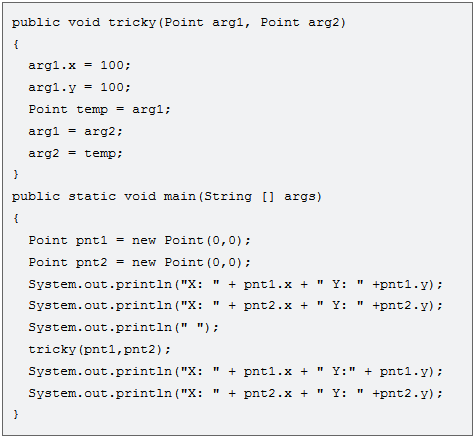 public void tricky(Point arg1, Point arg2)
{
  arg1.x = 100;
  arg1.y = 100;
  Point temp = arg1;
  arg1 = arg2;
  arg2 = temp;
}
public static void main(String [] args)
{
  Point pnt1 = new Point(0,0);
  Point pnt2 = new Point(0,0);
  System.out.println("X: " + pnt1.x + " Y: " +pnt1.y);
  System.out.println("X: " + pnt2.x + " Y: " +pnt2.y);
  System.out.println(" ");
  tricky(pnt1,pnt2);
  System.out.println("X: " + pnt1.x + " Y:" + pnt1.y);
  System.out.println("X: " + pnt2.x + " Y: " +pnt2.y);
}